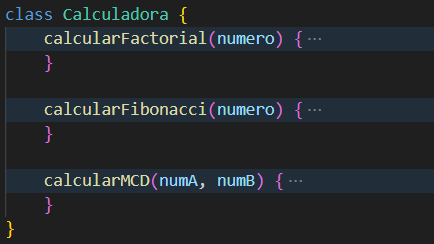 class Calculadora {
    calcularFactorial(numero) { ···
    }

    calcularFibonacci(numero) { ···
    }

    calcularMCD(numA, numB) { ···
    }
}